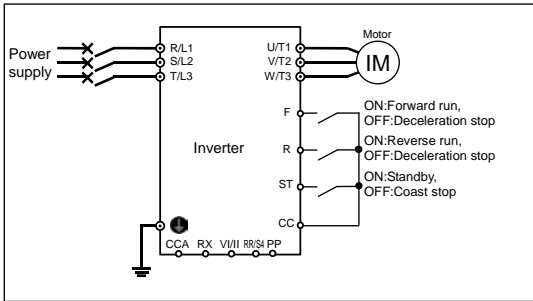 Power
supply
R/L1
S/L2
T/L3
U/T1
V/T2
W/T3
Motor
IM
Inverter
F
ON:Forward run,
OFF:Deceleration stop
R
ON:Reverse run,
OFF:Deceleration stop
ST
ON:Standby,
OFF:Coast stop
CC
CCA RX VI/II RR/S4 PP